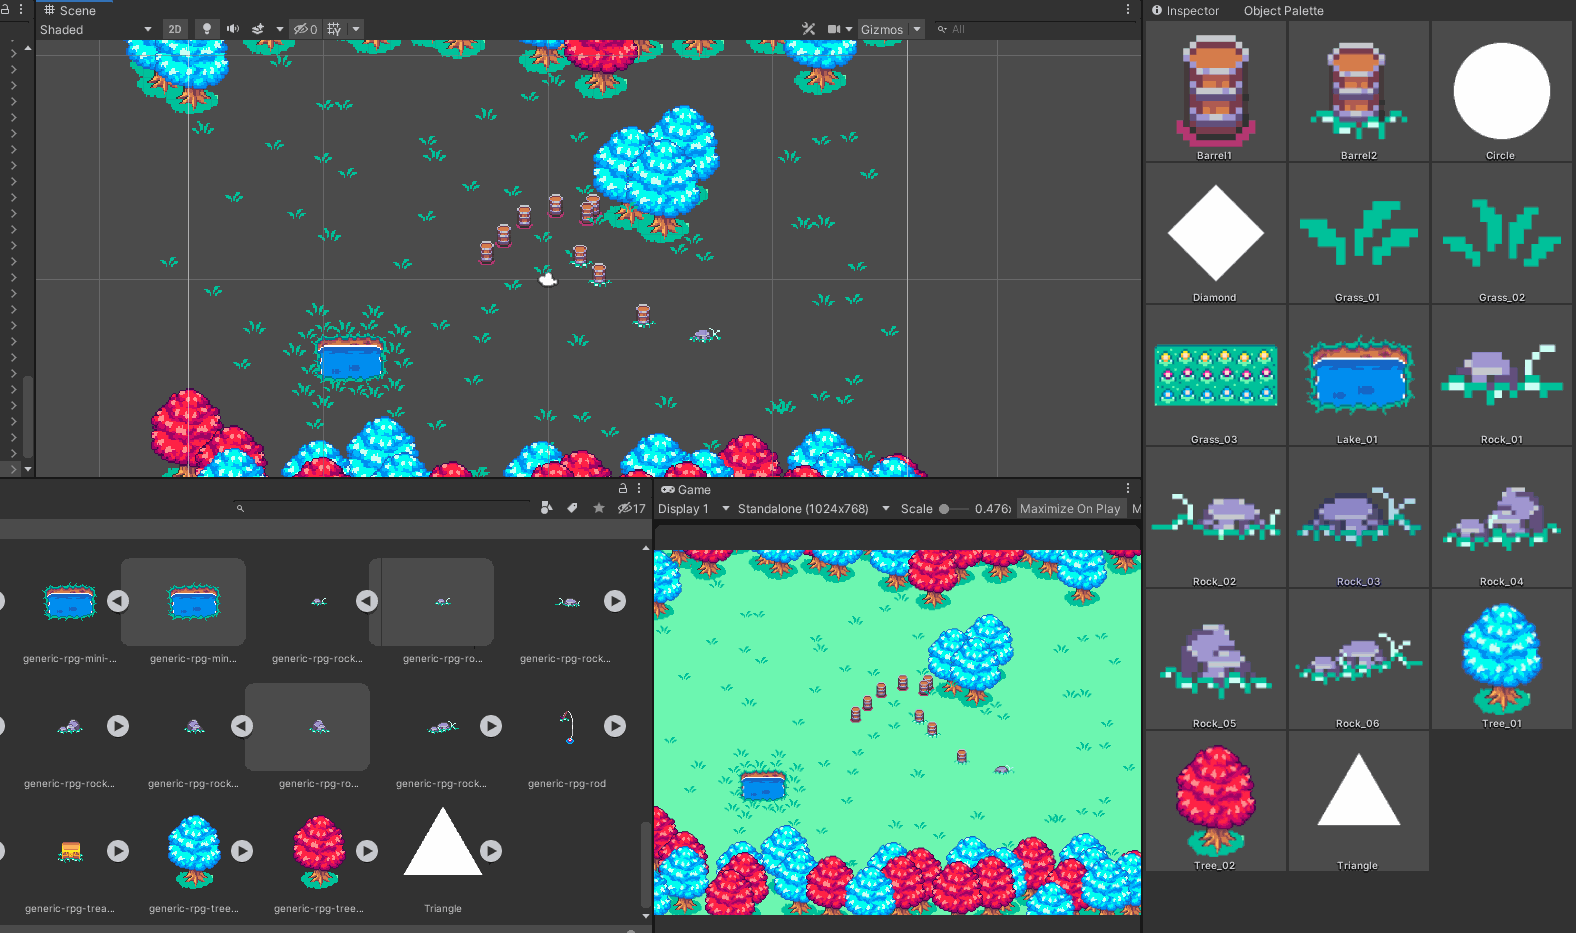 Scene
Shaded
2D
0
Gizmos
All
Inspector
Object Palette
Barrel1
Barrel2
Circle
Diamond
Grass_01
Grass_02
Grass_03
Lake_01
Rock_01
Rock_02
Rock_03
Rock_04
Rock_05
Rock_06
Tree_01
Tree_02
Triangle
17
generic-rpg-mini-...
generic-rpg-min...
generic-rpg-rock...
generic-rpg-ro...
generic-rpg-rock...
generic-rpg-rock...
generic-rpg-rock...
generic-rpg-ro...
generic-rpg-rock...
generic-rpg-rod
generic-rpg-trea...
generic-rpg-tree...
generic-rpg-tree...
Triangle
Game
Display 1
Standalone (1024x768)
Scale
0.476
Maximize On Play
M